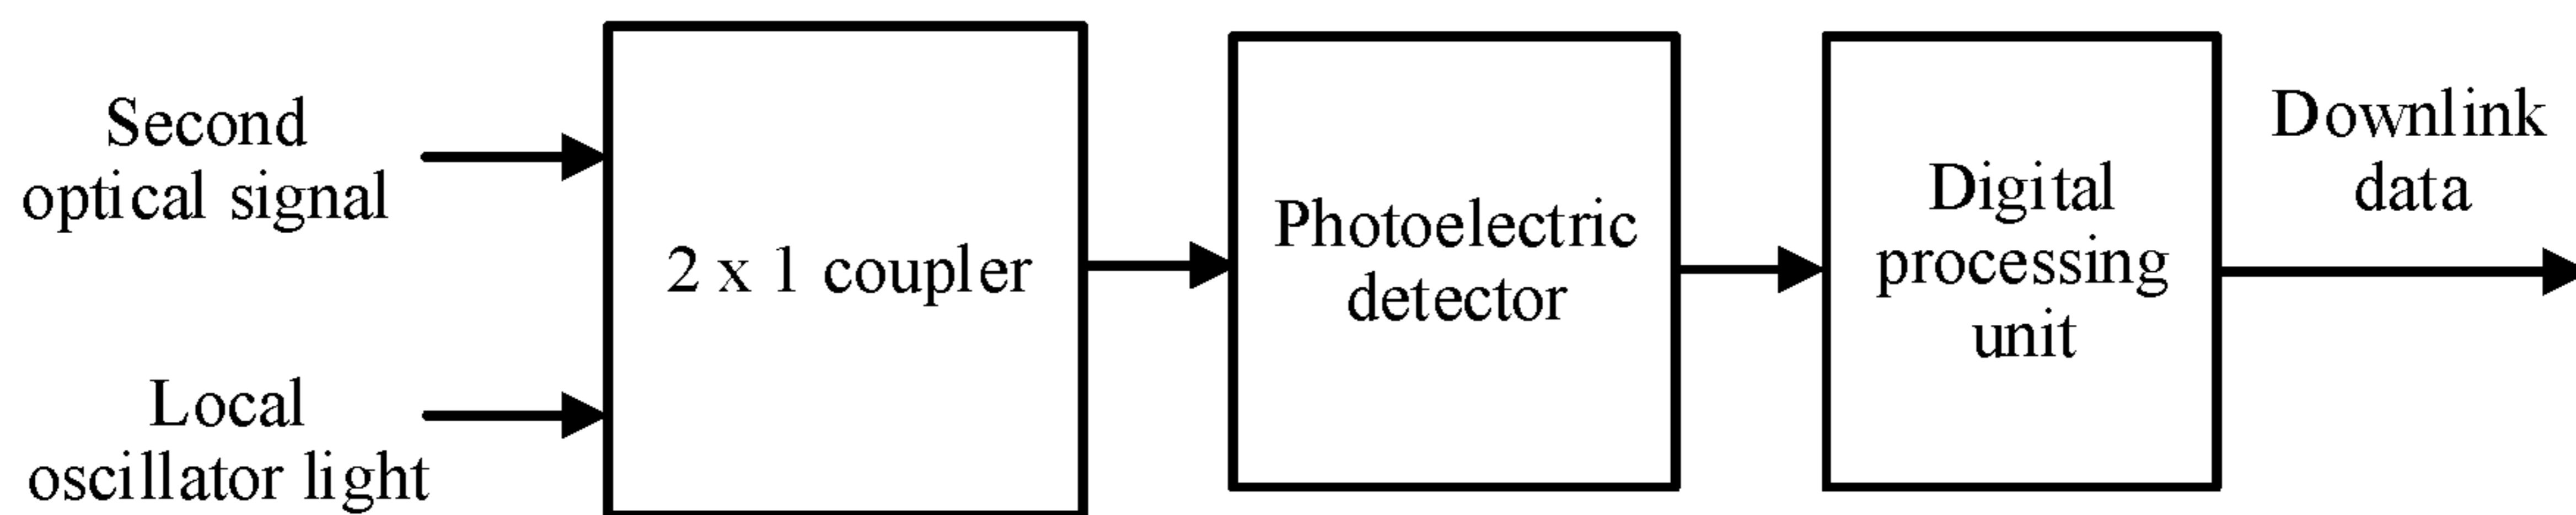 Second
optical signal
Local
oscillator light
2 x 1 coupler
Photoelectric
detector
Digital
processing
unit
Downlink
data